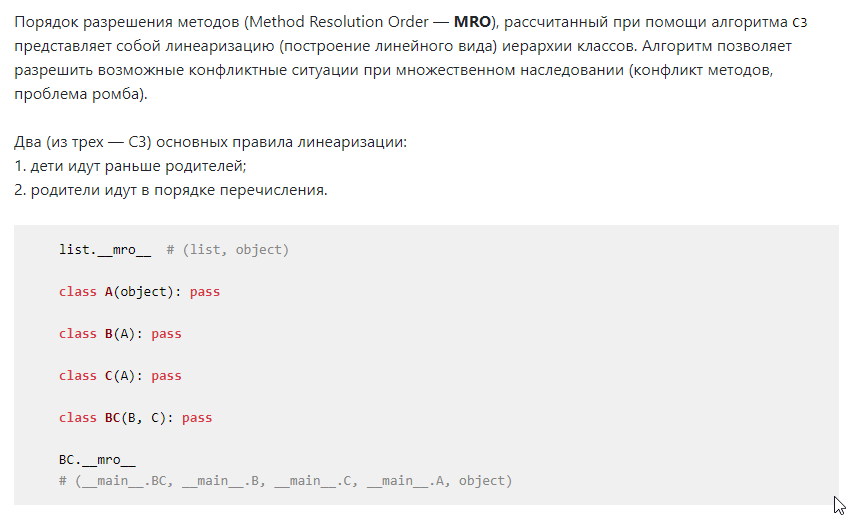 Порядок разрешения методов (Method Resolution Order — MRO), рассчитанный при помощи алгоритма C3
представляет собой линеаризацию (построение линейного вида) иерархии классов. Алгоритм позволяет
разрешить возможные конфликтные ситуации при множественном наследовании (конфликт методов,
проблема ромба).
Два (из трех — C3) основных правила линеаризации:
1. дети идут раньше родителей;
2. родители идут в порядке перечисления.
list.__mro__  # (list, object)
class A(object): pass
class B(A): pass
class C(A): pass
class BC(B, C): pass
BC.__mro__
# (__main__.BC, __main__.B, __main__.C, __main__.A, object)